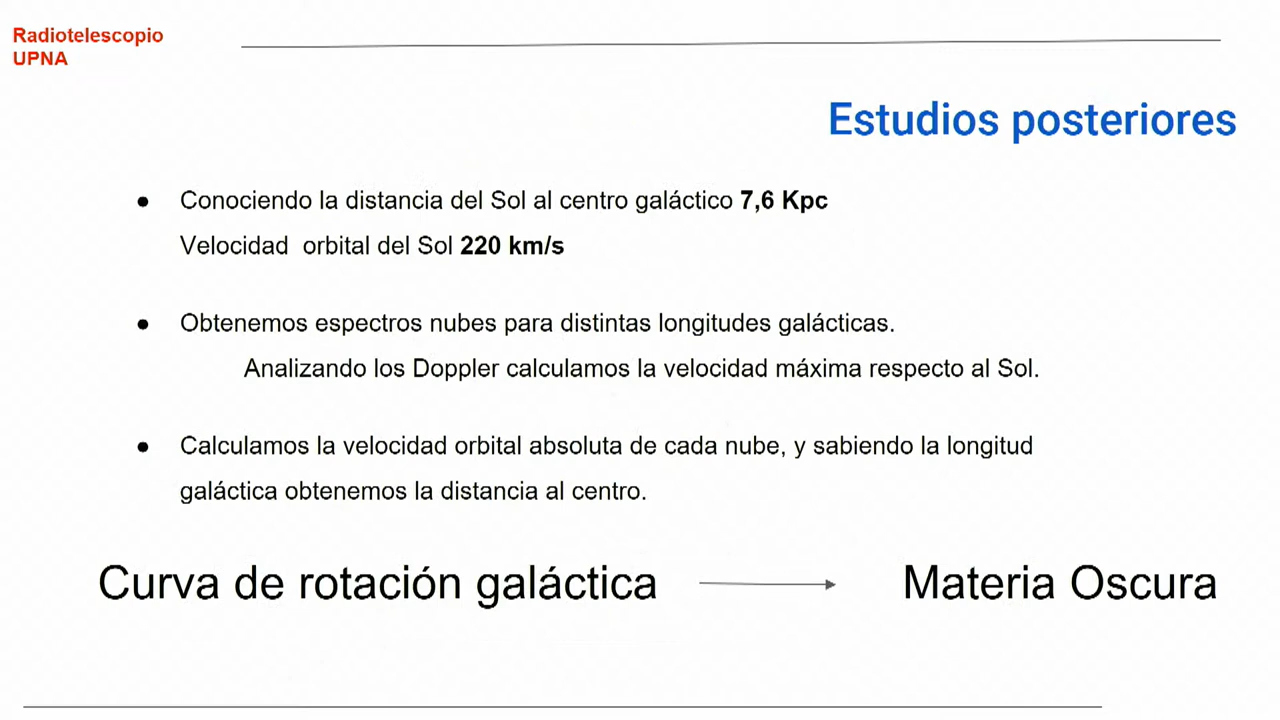 Radiotelescopio
UPNA
Estudios posteriores
● Conociendo la distancia del Sol al centro galáctico 7,6 Kpc
Velocidad orbital del Sol 220 km/s
● Obtenemos espectros nubes para distintas longitudes galácticas.
Analizando los Doppler calculamos la velocidad máxima respecto al Sol.
● Calculamos la velocidad orbital absoluta de cada nube, y sabiendo la longitud
galáctica obtenemos la distancia al centro.
Curva de rotación galáctica
Materia Oscura